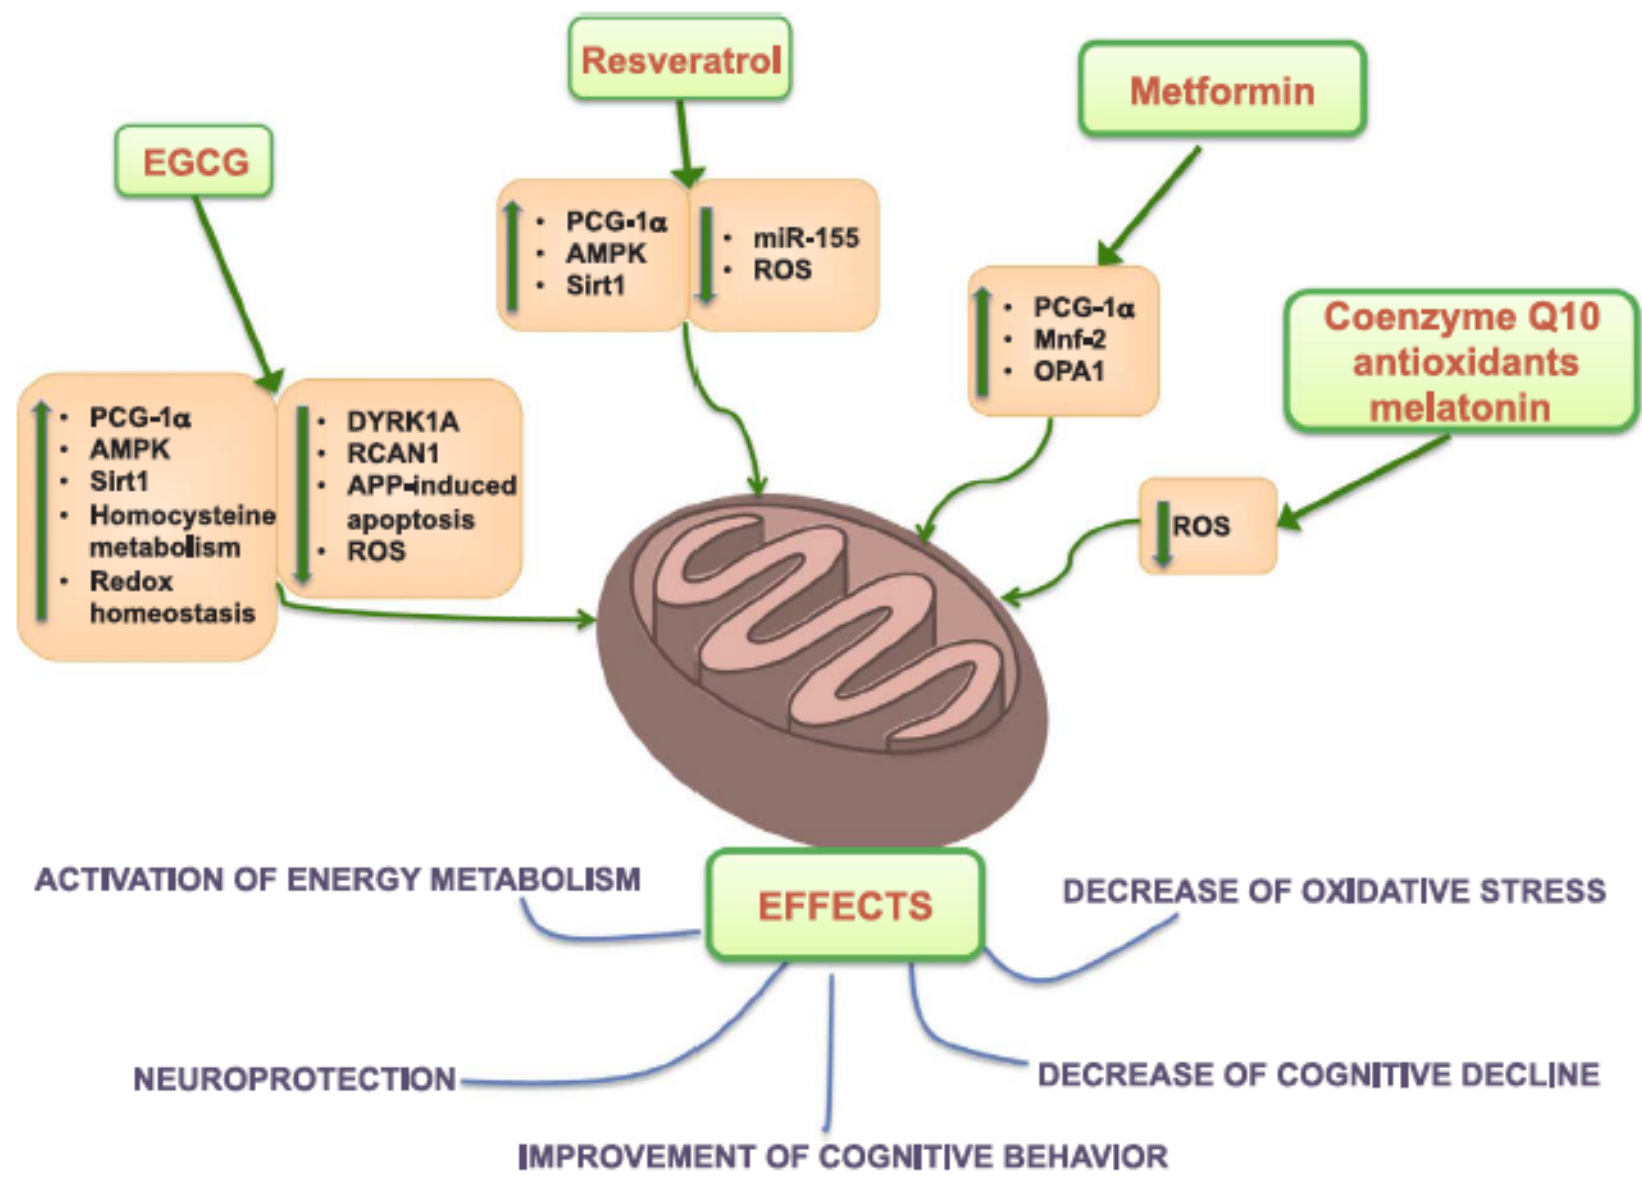 Resveratrol
Metformin
EGCG
• PCG-1α
• AMPK
• Sirt1
• miR-155
• ROS
• PCG-1α
• Mnf-2
• OPA1
Coenzyme Q10
antioxidants
melatonin
• PCG-1α
• AMPK
• Sirt1
• Homocysteine
metabolism
• Redox
homeostasis
• DYRK1A
• RCAN1
• APP-induced
apoptosis
• ROS
ROS
EFFECTS
ACTIVATION OF ENERGY METABOLISM
DECREASE OF OXIDATIVE STRESS
NEUROPROTECTION
DECREASE OF COGNITIVE DECLINE
IMPROVEMENT OF COGNITIVE BEHAVIOR